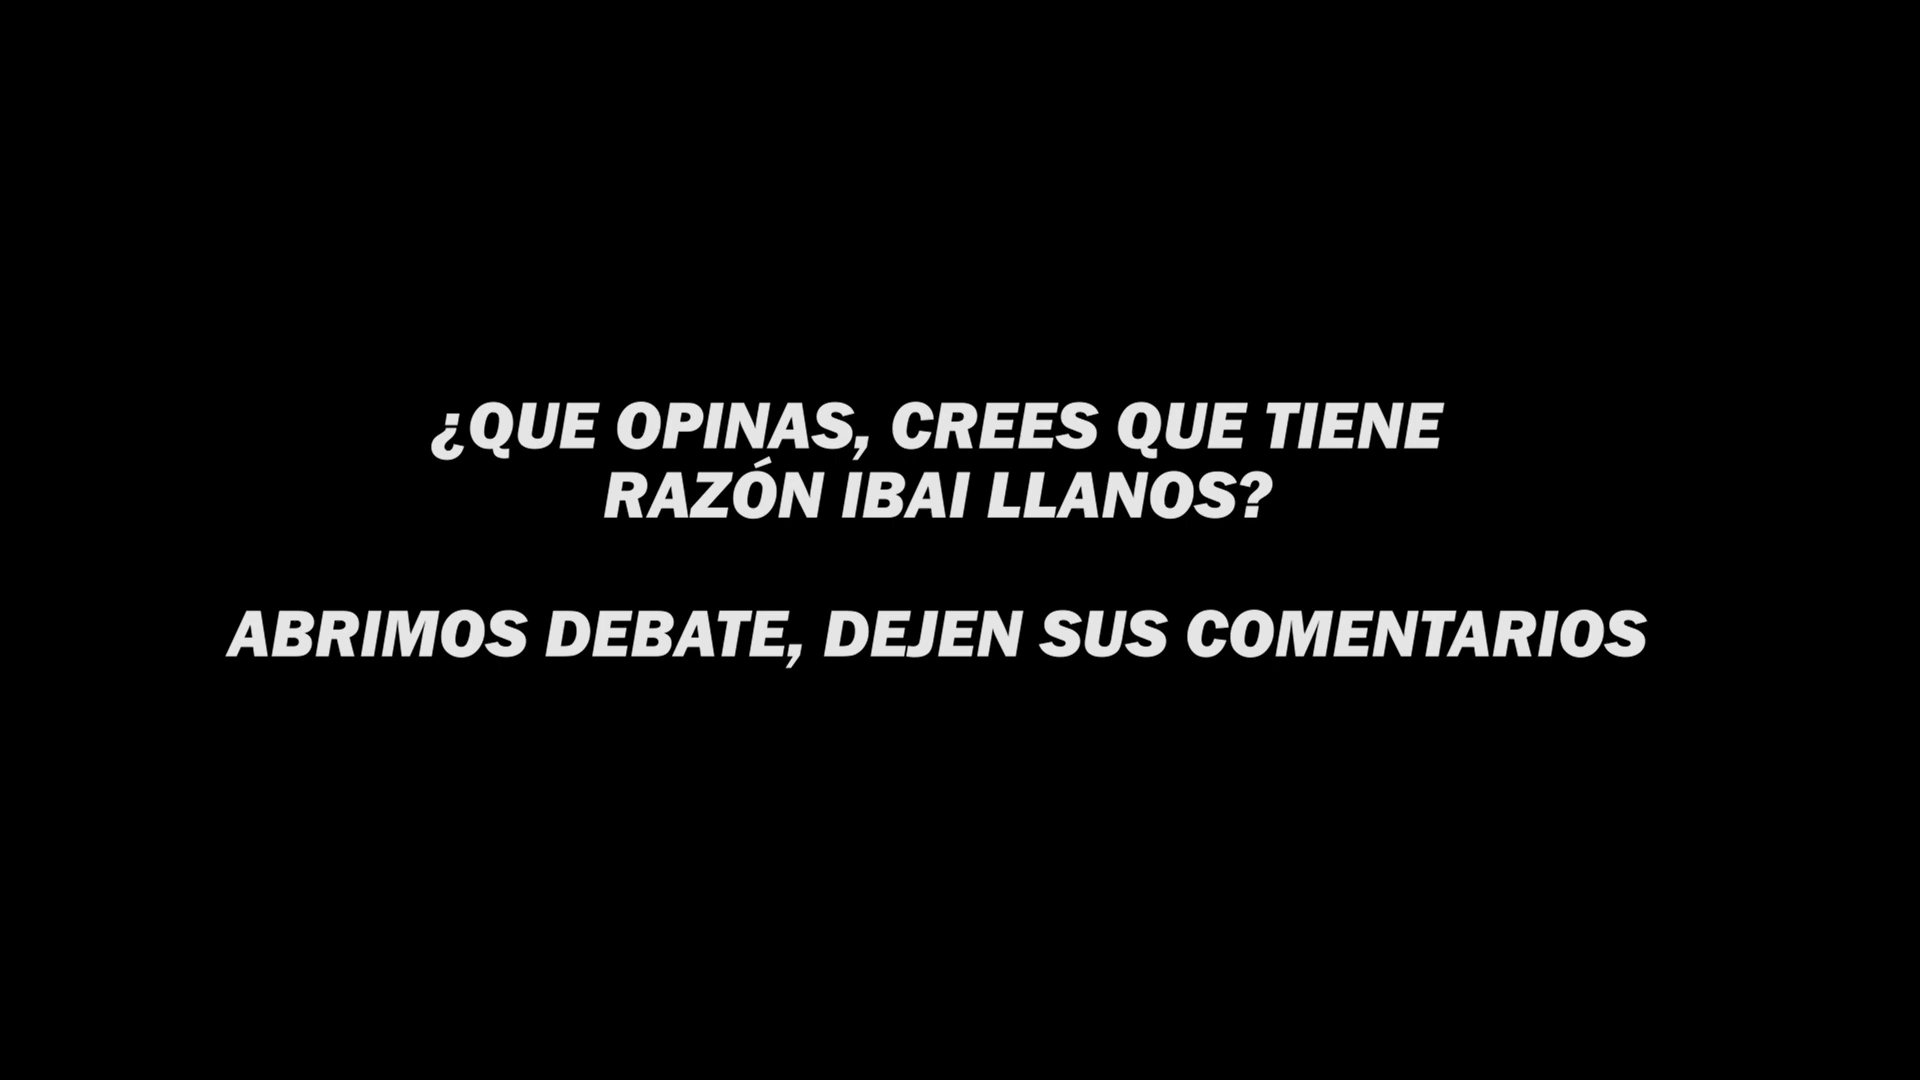 ¿QUE OPINAS, CREES QUE TIENE
RAZÓN IBAI LLANOS?
ABRIMOS DEBATE, DEJEN SUS COMENTARIOS